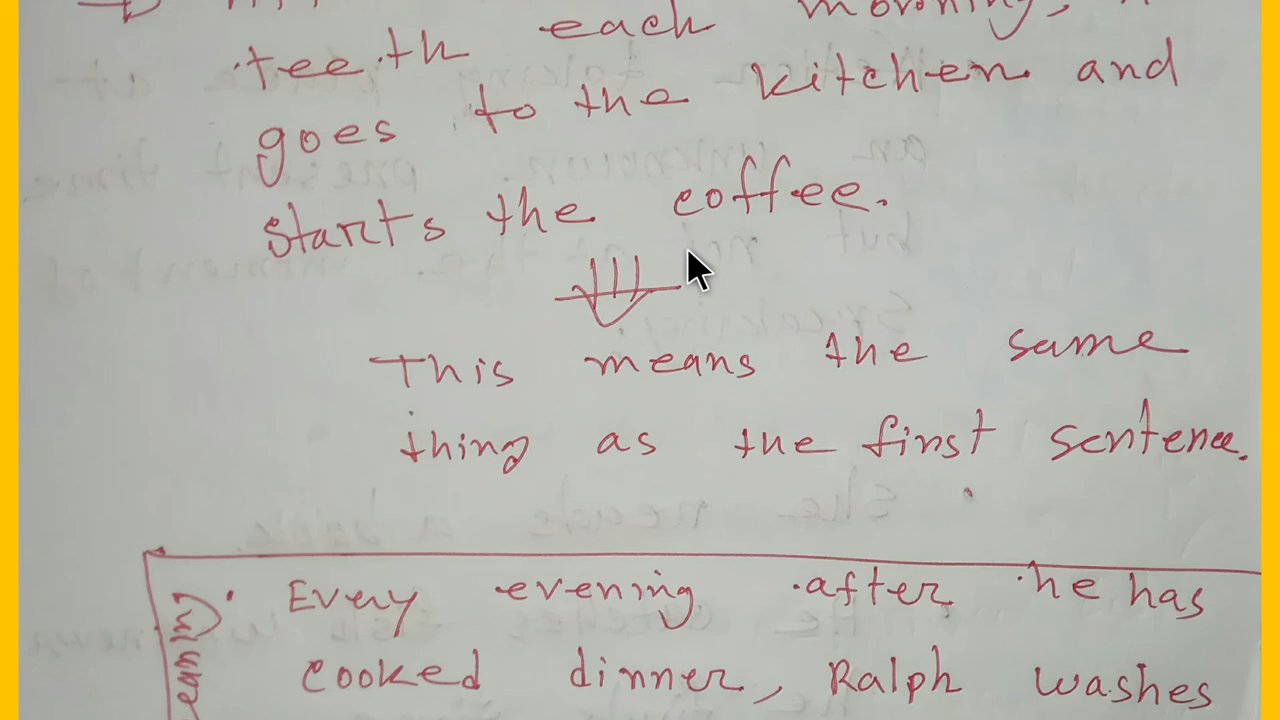 teeth each morning,
goes to the kitchen and
starts the coffee.
This means the same
thing as the first sentence.
Every evening after he has
cooked dinner, Ralph washes